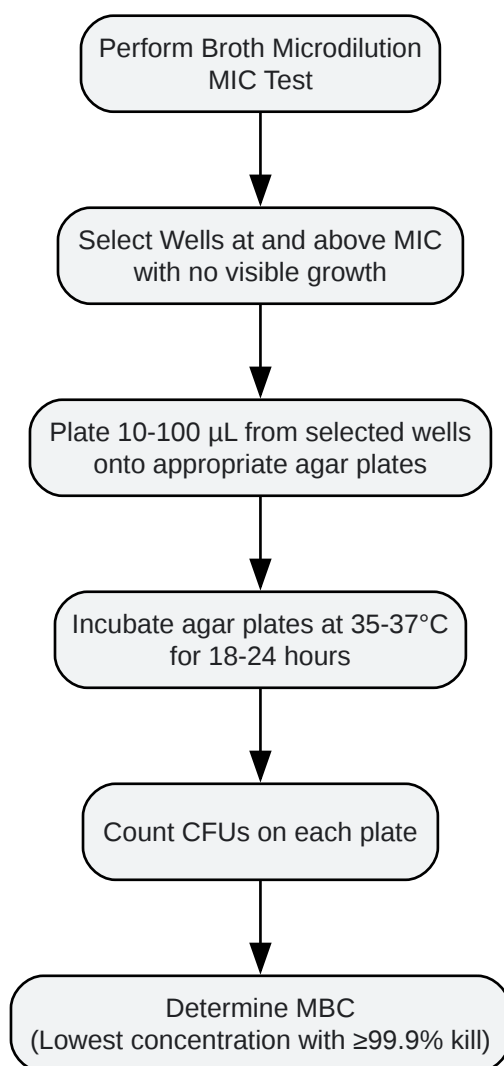 Perform Broth Microdilution
MIC Test
Select Wells at and above MIC
with no visible growth
Plate 10-100 µL from selected wells
onto appropriate agar plates
Incubate agar plates at 35-37°C
for 18-24 hours
Count CFUs on each plate
Determine MBC
(Lowest concentration with ≥99.9% kill)